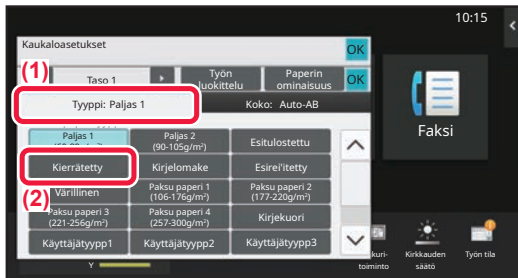 10:15
Kaukaloasetukset
OK
(1)
Taso 1
Työn
luokittelu
Paperin
ominaisuus
OK
Tyyppi: Paljas 1
Koko: Auto-AB
Paljas 1
Paljas 2
(90-105g/m²)
Esitulostettu
Kierrätetty
Kirjelomake
Esirei'itetty
(2)
Värillinen
Paksu paperi 1
(106-176g/m²)
Paksu paperi 2
(177-220g/m²)
Paksu paperi 3
(221-256g/m²)
Paksu paperi 4
(257-300g/m²)
Kirjekuori
Käyttäjätyypp1
Käyttäjätyypp2
Käyttäjätyypp3
Faksi
toiminto
Kirkkauden
säätö
Työn tila
Y